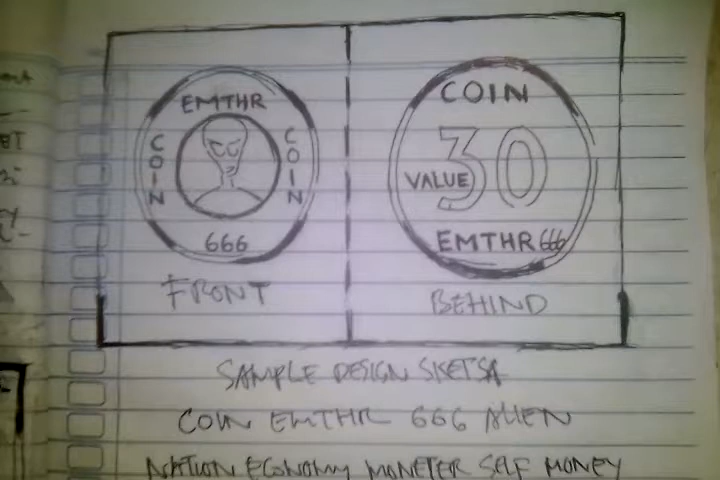 EMTHR
COIN
COIN
666
FRONT
COIN
30
VALUE
EMTHR 666
BEHIND
SAMPLE DESIGN SKETSA
COIN EMTHR 666 ALIEN
NATION ECONOMY MONETER SELF MONEY